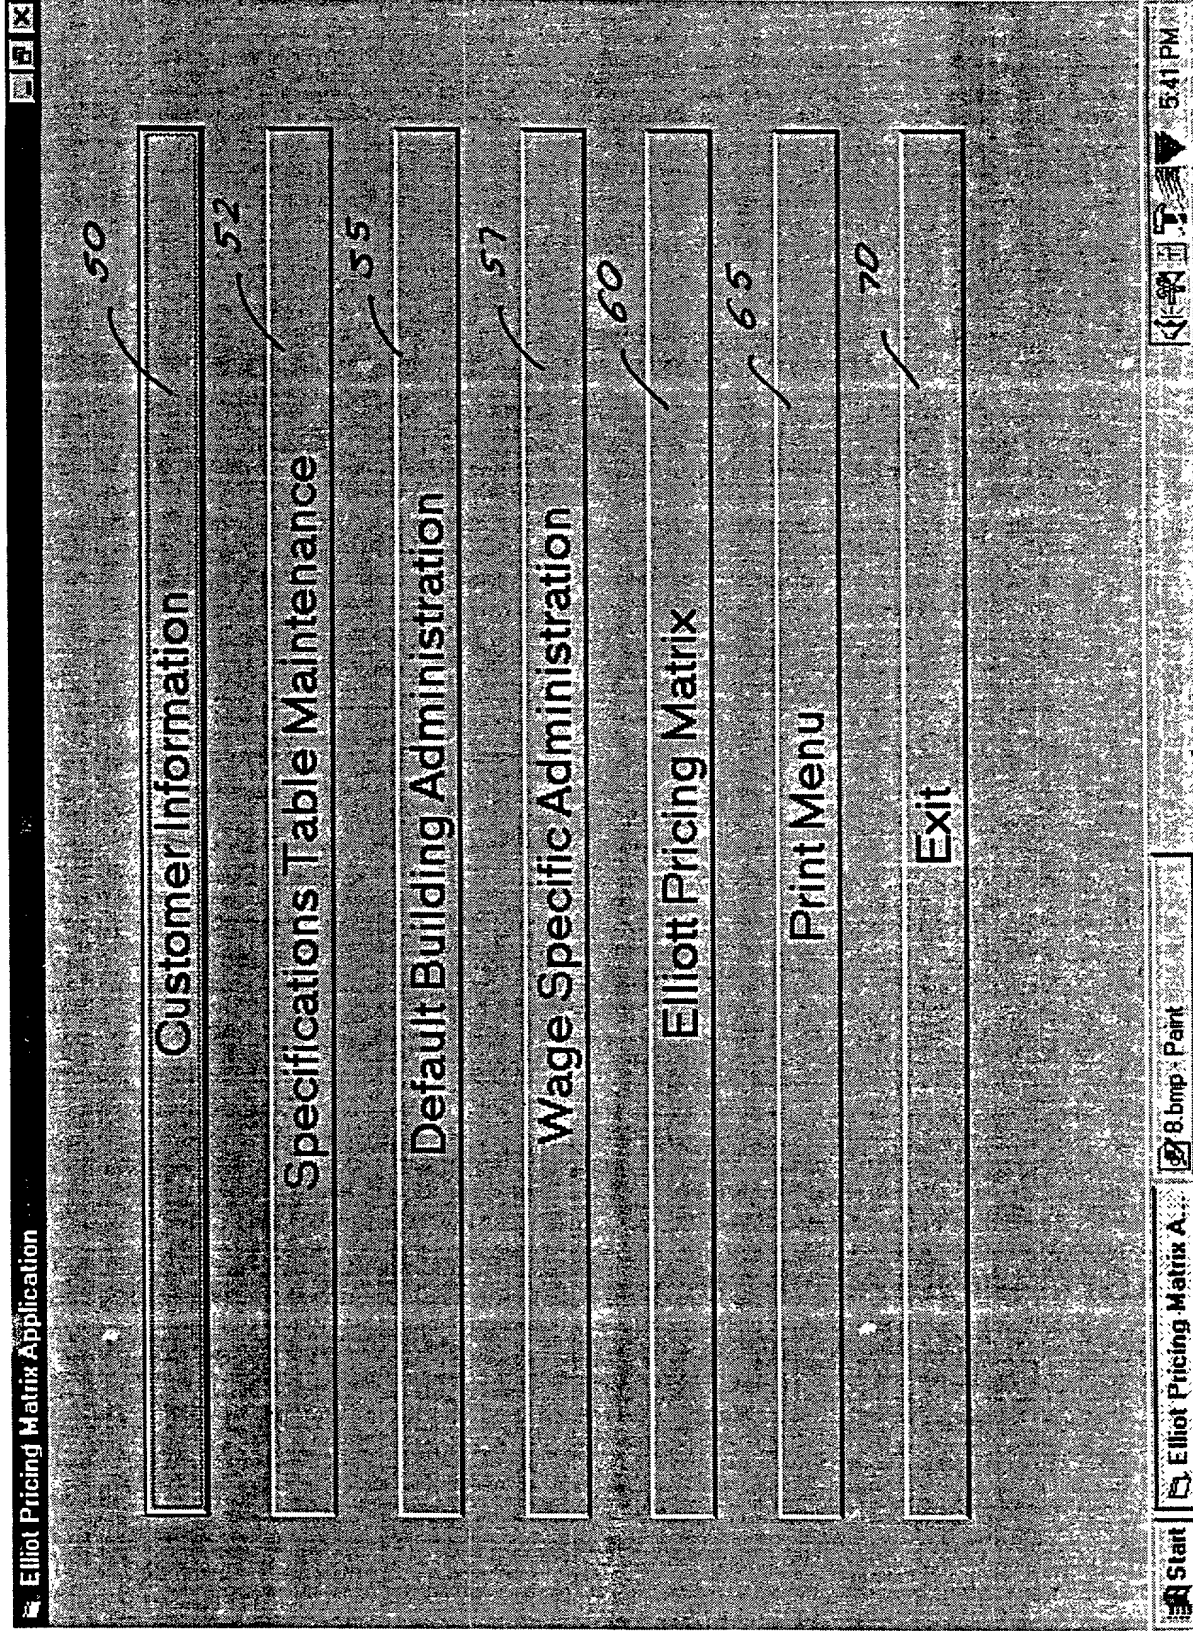 Elliot Pricing Matrix Application
50
Customer Information
52
Specifications Table Maintenance
55
Default Building Administration
57
Wage Specific Administration
60
Elliott Pricing Matrix
65
Print Menu
70
Exit
Start
Elliot Pricing Matrix A...
8.bmp - Paint
5:41 PM